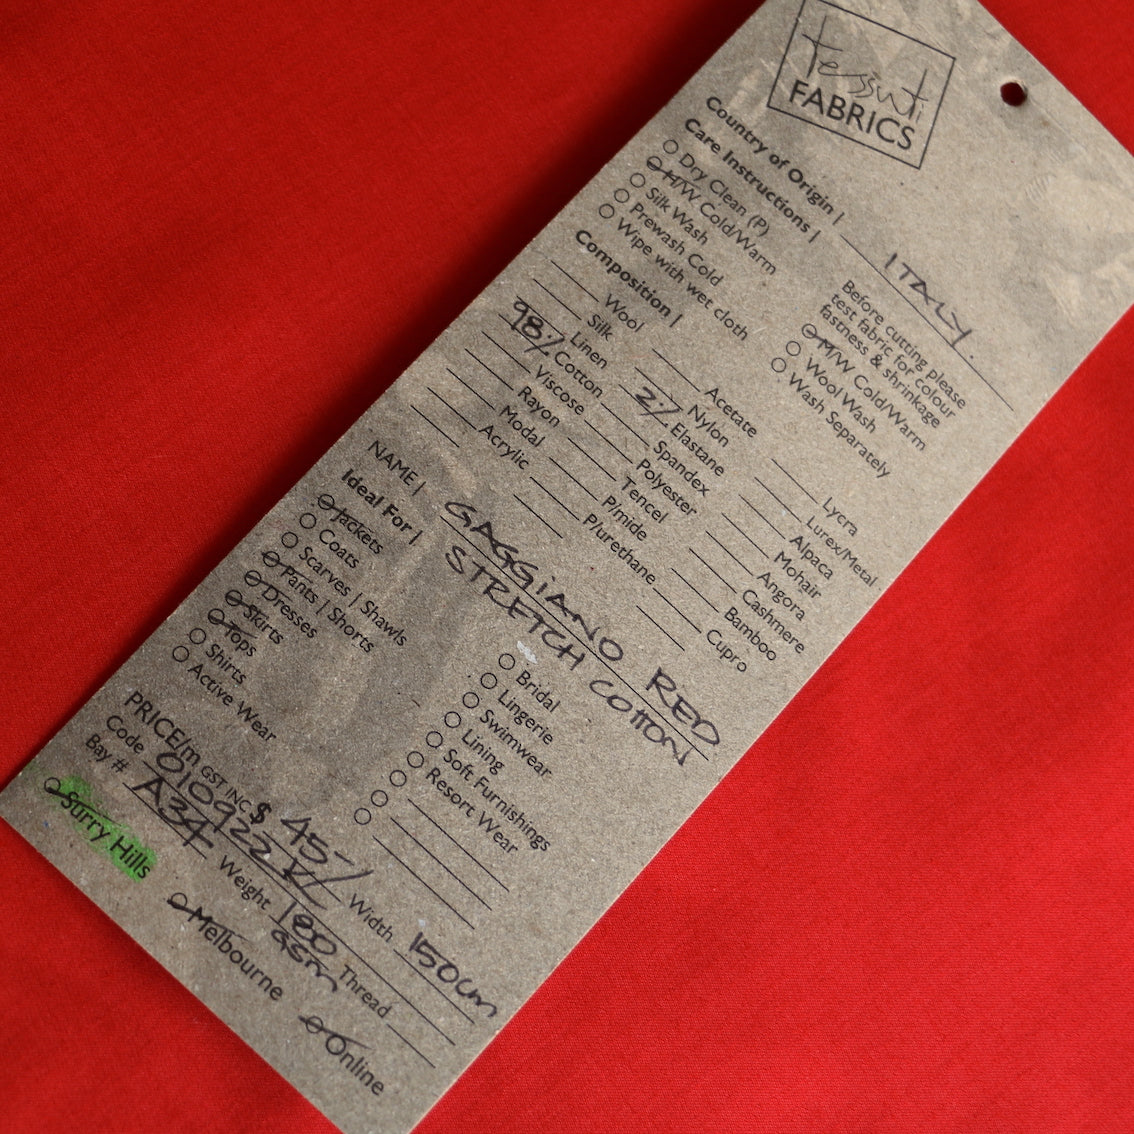 Tessuti
FABRICS
Country of Origin | ITALY.
Care Instructions |
Dry Clean (P)
H/W Cold/Warm
Silk Wash
Prewash Cold
Wipe with wet cloth
Before cutting please
test fabric for colour
fastness & shrinkage
M/W Cold/Warm
Wool Wash
Wash Separately
Composition |
Wool
Silk
Linen
98% Cotton
Viscose
Rayon
Modal
Acrylic
Acetate
Nylon
2% Elastane
Spandex
Polyester
Tencel
P/mide
P/urethane
Lycra
Lurex/Metal
Alpaca
Mohair
Angora
Cashmere
Bamboo
Cupro
NAME | GAGGIANO RED
STRETCH COTTON
Ideal For |
Jackets
Coats
Scarves | Shawls
Pants | Shorts
Dresses
Skirts
Tops
Shirts
Active Wear
Bridal
Lingerie
Swimwear
Lining
Soft Furnishings
Resort Wear
PRICE/m GST INC. $ 45-/ Width 150cm
Code 010922 Weight 180 gsm Thread
Bay # A34
Surry Hills
Melbourne
Online